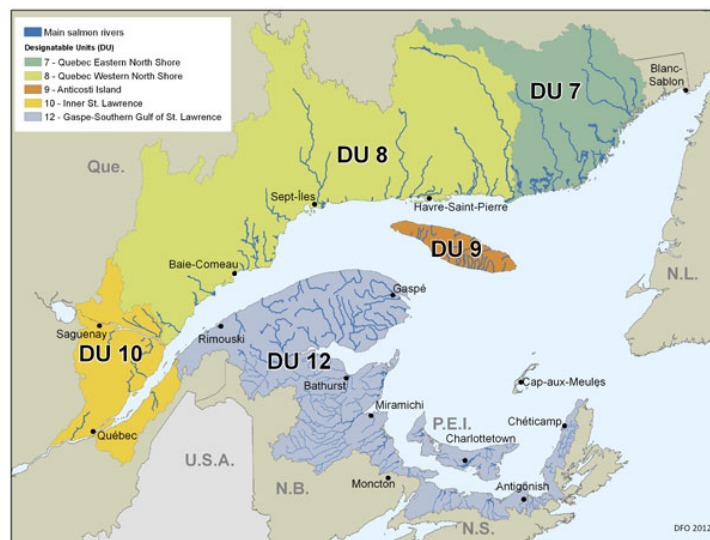 Main salmon rivers
Designatable Units (DU)
7 - Quebec Eastern North Shore
8 - Quebec Western North Shore
9 - Anticosti Island
10 - Inner St. Lawrence
12 - Gaspe-Southern Gulf of St. Lawrence
Blanc-
Sablon
DU 7
DU 8
Que.
Sept-Îles
Havre-Saint-Pierre
DU 9
N.L.
Baie-Comeau
Gaspé
Saguenay
Rimouski
DU 10
DU 12
Bathurst
Cap-aux-Meules
Miramichi
P.E.I.
Chéticamp
Québec
Charlottetown
U.S.A.
N.B.
Moncton
Antigonish
N.S.
DFO 2012